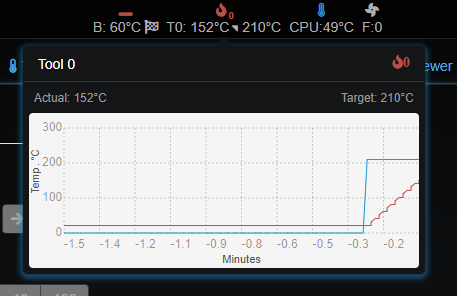 0
B: 60°C T0: 152°C 210°C CPU:49°C F:0
Tool 0 0
ewer
Actual: 152°C Target: 210°C
300
200
100
0
Temp . °C
-1.5 -1.4 -1.2 -1.1 -0.9 -0.8 -0.6 -0.5 -0.3 -0.2
Minutes